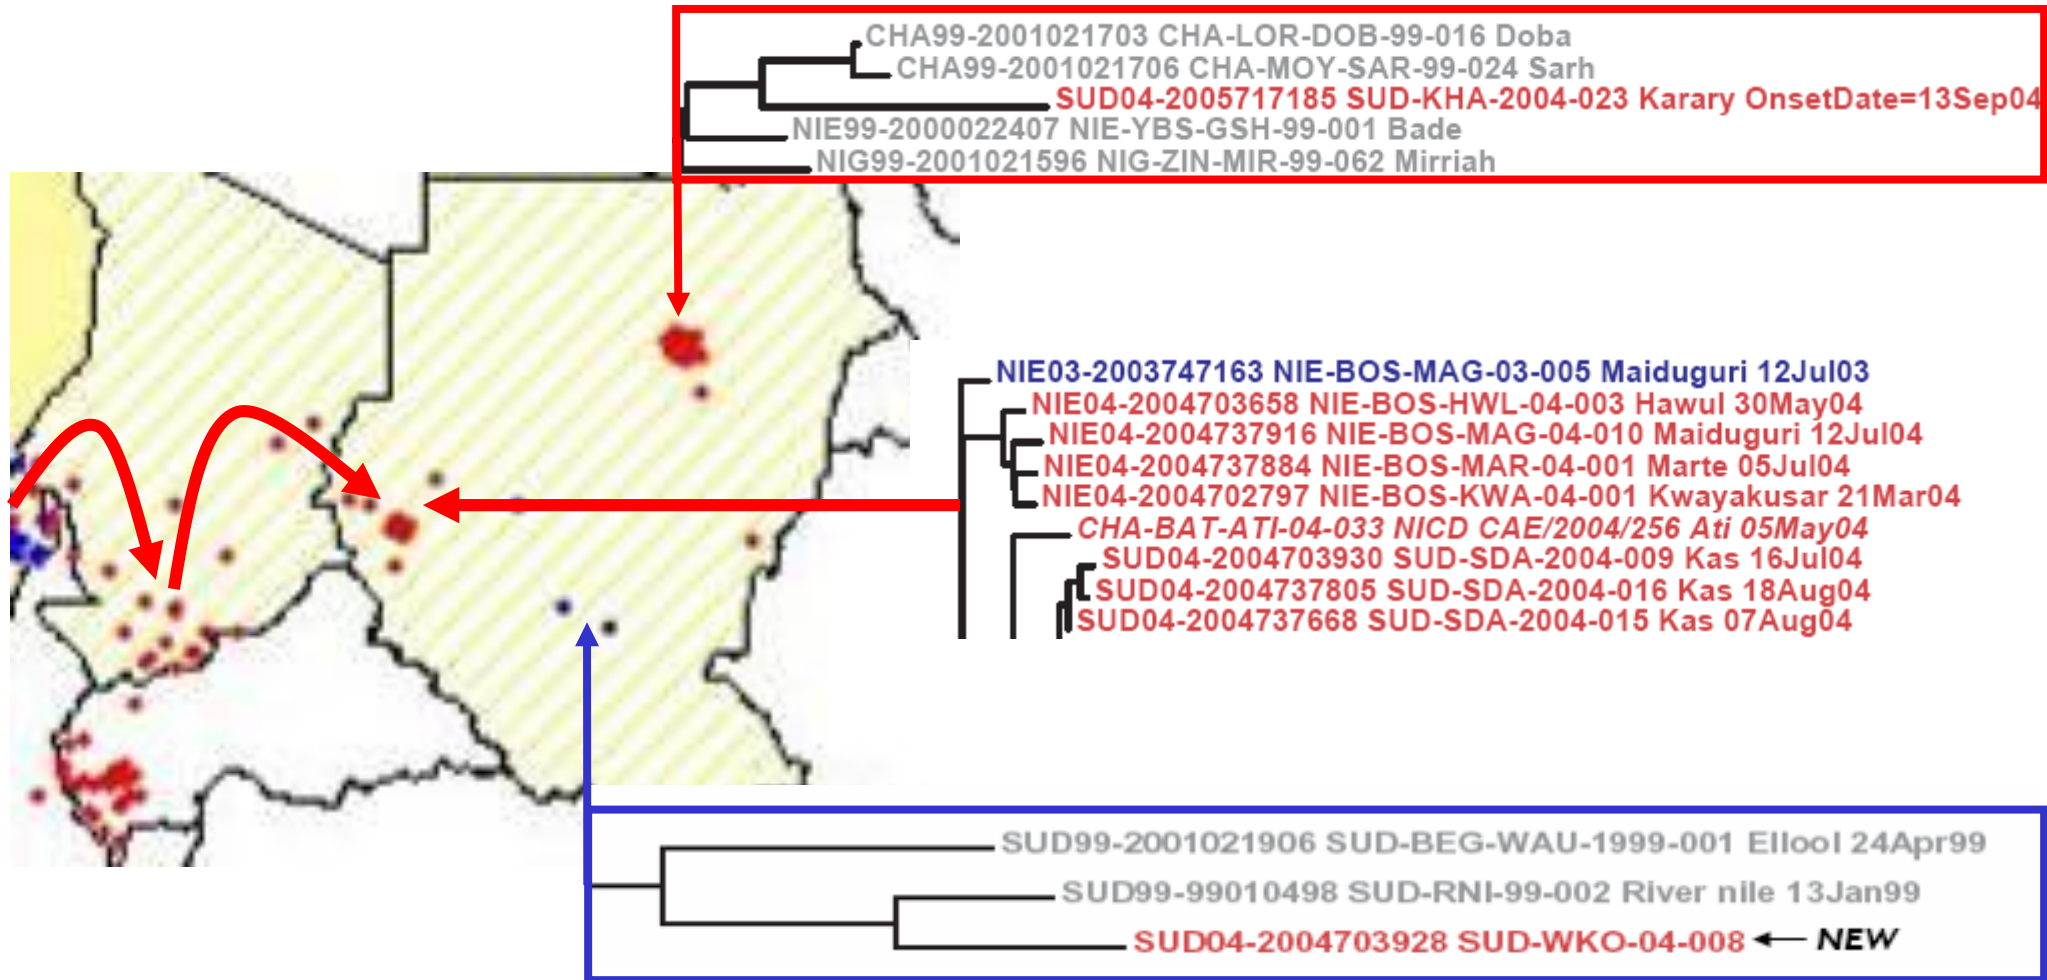 CHA99-2001021703 CHA-LOR-DOB-99-016 Doba
CHA99-2001021706 CHA-MOY-SAR-99-024 Sarh
SUD04-2005717185 SUD-KHA-2004-023 Karary OnsetDate=13Sep04
NIE99-2000022407 NIE-YBS-GSH-99-001 Bade
NIG99-2001021596 NIG-ZIN-MIR-99-062 Mirriah
NIE03-2003747163 NIE-BOS-MAG-03-005 Maiduguri 12Jul03
NIE04-2004703658 NIE-BOS-HWL-04-003 Hawul 30May04
NIE04-2004737916 NIE-BOS-MAG-04-010 Maiduguri 12Jul04
NIE04-2004737884 NIE-BOS-MAR-04-001 Marte 05Jul04
NIE04-2004702797 NIE-BOS-KWA-04-001 Kwayakusar 21Mar04
CHA-BAT-ATI-04-033 NICD CAE/2004/256 Ati 05May04
SUD04-2004703930 SUD-SDA-2004-009 Kas 16Jul04
SUD04-2004737805 SUD-SDA-2004-016 Kas 18Aug04
SUD04-2004737668 SUD-SDA-2004-015 Kas 07Aug04
SUD99-2001021906 SUD-BEG-WAU-1999-001 Ellool 24Apr99
SUD99-99010498 SUD-RNI-99-002 River nile 13Jan99
SUD04-2004703928 SUD-WKO-04-008 NEW